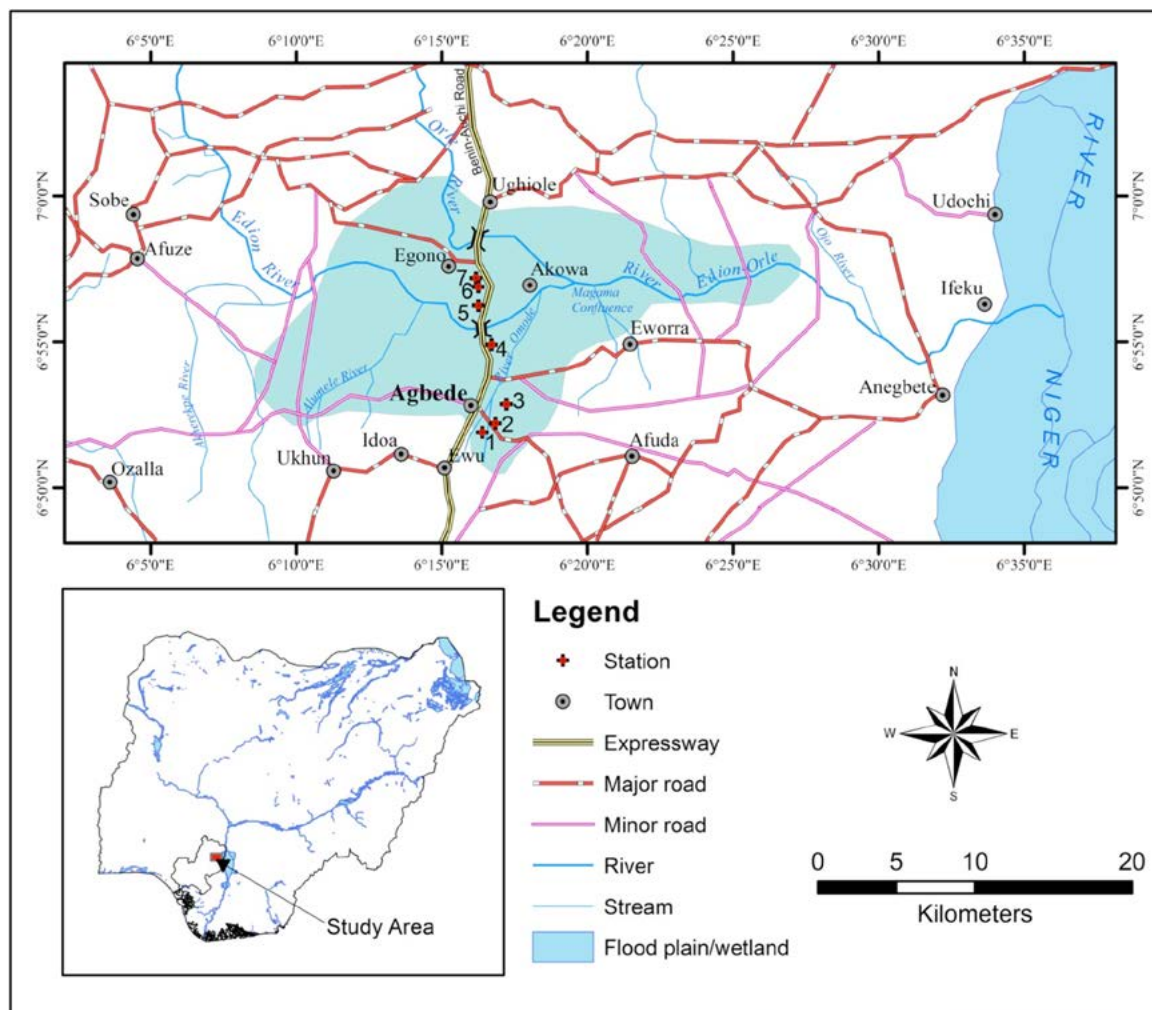 6°5'0"E 6°10'0"E 6°15'0"E 6°20'0"E 6°25'0"E 6°30'0"E 6°35'0"E
7°0'0"N
6°55'0"N
6°50'0"N
7°0'0"N
6°55'0"N
6°50'0"N
Orle
River
Benin-Auchi Road
Ughiole
Sobe
Afuze
Edion
River
Egono
7
6
5
Akowa
River
Edion-Orle
Magama
Confluence
Ojo River
Udochi
Ifeku
RIVER
NIGER
4
River Omode
Eworra
Anegbete
Akherekpe River
Alumele River
Agbede
3
2
1
Idoa
Ukhun
Ewu
Afuda
Ozalla
6°5'0"E 6°10'0"E 6°15'0"E 6°20'0"E 6°25'0"E 6°30'0"E 6°35'0"E
Study Area
Legend
Station
Town
Expressway
Major road
Minor road
River
Stream
Flood plain/wetland
N
W E
S
0 5 10 20
Kilometers